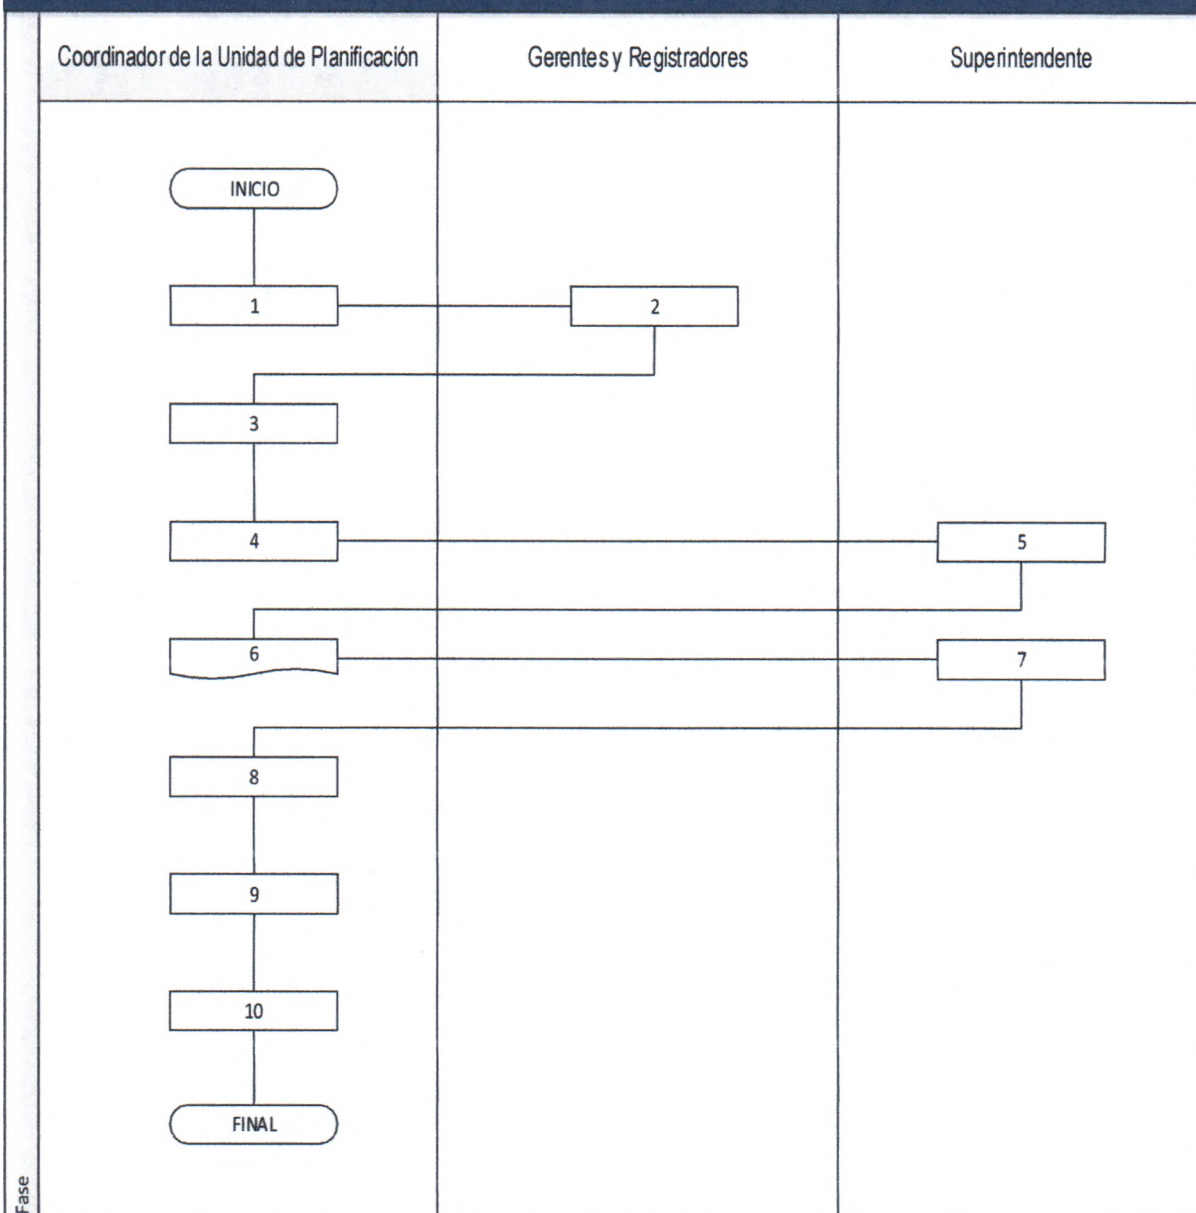 Coordinador de la Unidad de Planificación
Gerentes y Registradores
Superintendente
INICIO
1
2
3
4
5
6
7
8
9
10
FINAL
Fase